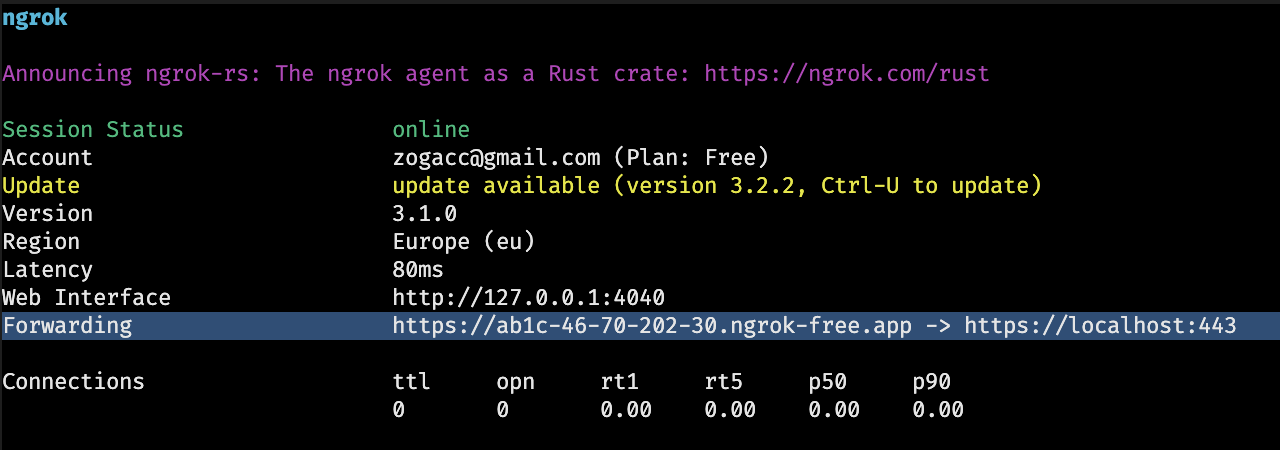 ngrok
Announcing ngrok-rs: The ngrok agent as a Rust crate: https://ngrok.com/rust
Session Status online
Account zogacc@gmail.com (Plan: Free)
Update update available (version 3.2.2, Ctrl-U to update)
Version 3.1.0
Region Europe (eu)
Latency 80ms
Web Interface http://127.0.0.1:4040
Forwarding https://ab1c-46-70-202-30.ngrok-free.app -> https://localhost:443
Connections ttl opn rt1 rt5 p50 p90
0 0 0.00 0.00 0.00 0.00